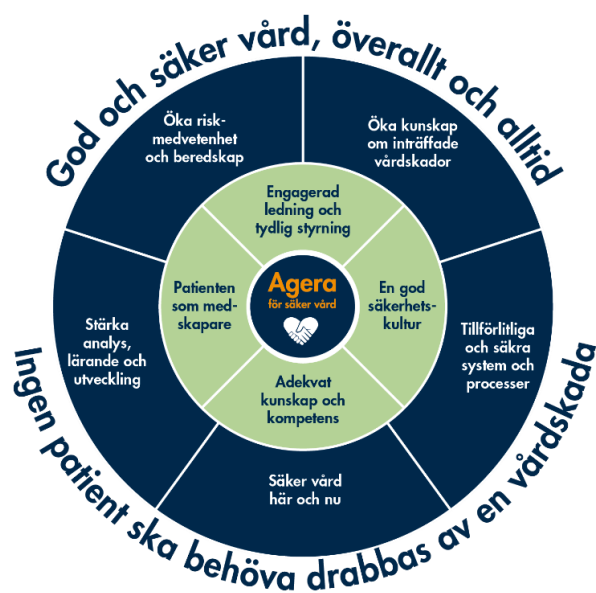 God och säker vård, överallt och alltid
Öka risk-
medvetenhet
och beredskap
Öka kunskap
om inträffade
vårdskador
Engagerad
ledning och
tydlig styrning
Patienten
som med-
skapare
Agera
för säker vård
En god
säkerhets-
kultur
Stärka
analys,
lärande och
utveckling
Tillförlitliga
och säkra
system och
processer
Adekvat
kunskap och
kompetens
Säker vård
här och nu
Ingen patient ska behöva drabbas av en vårdskada